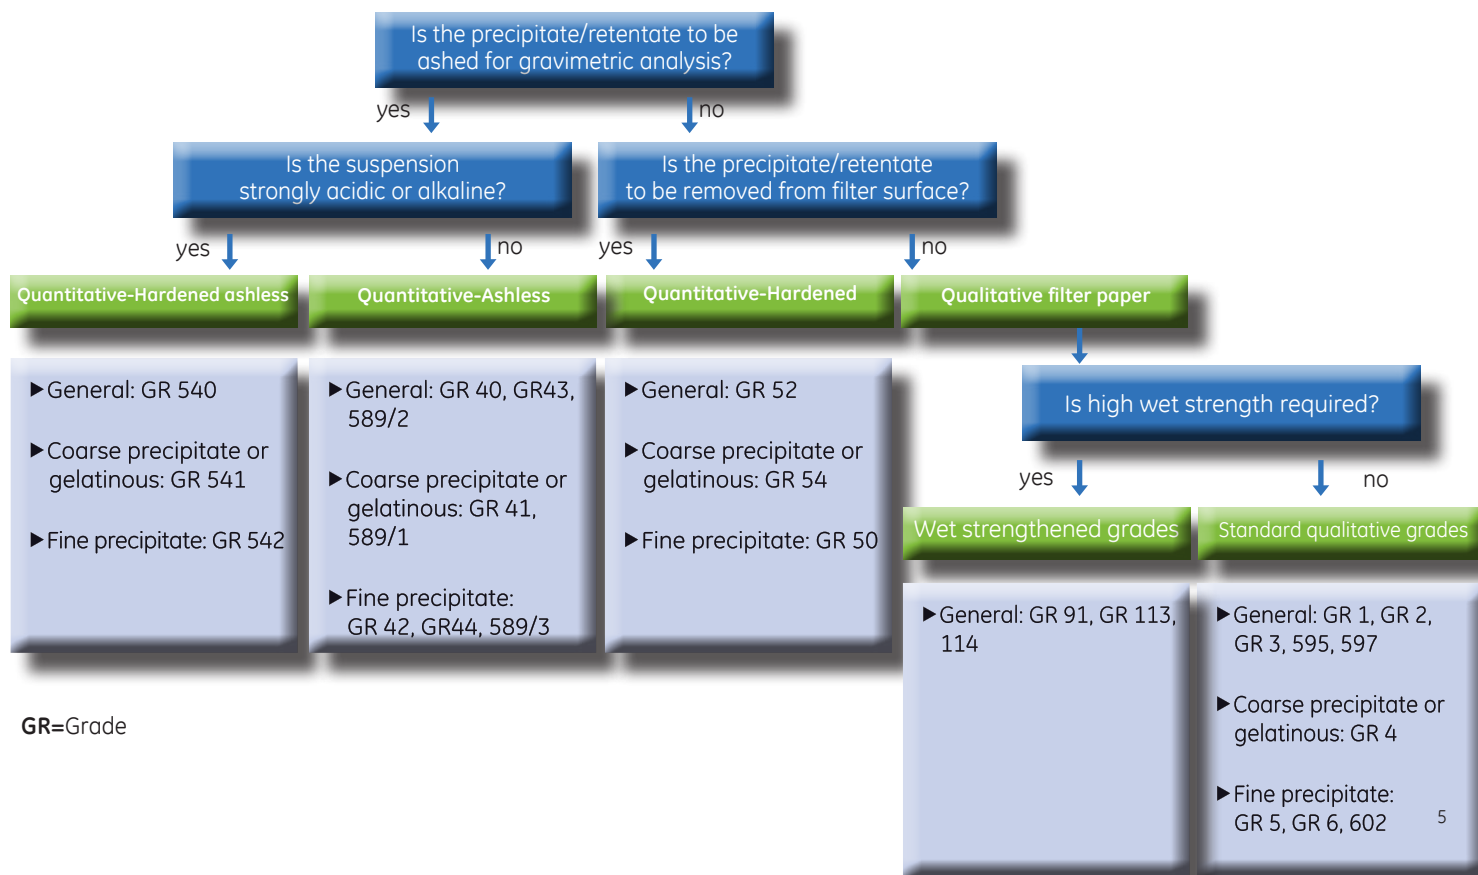 Is the precipitate/retentate to be
ashed for gravimetric analysis?
yes
no
Is the suspension
strongly acidic or alkaline?
Is the precipitate/retentate
to be removed from filter surface?
yes
no
yes
no
Quantitative-Hardened ashless
Quantitative-Ashless
Quantitative-Hardened
Qualitative filter paper
▶General: GR 540
▶Coarse precipitate or
gelatinous: GR 541
▶Fine precipitate: GR 542
▶General: GR 40, GR43,
589/2
▶Coarse precipitate or
gelatinous: GR 41,
589/1
▶Fine precipitate:
GR 42, GR44, 589/3
▶General: GR 52
▶Coarse precipitate or
gelatinous: GR 54
▶Fine precipitate: GR 50
Is high wet strength required?
yes
no
Wet strengthened grades
Standard qualitative grades
▶General: GR 91, GR 113,
114
▶General: GR 1, GR 2,
GR 3, 595, 597
▶Coarse precipitate or
gelatinous: GR 4
▶Fine precipitate:
GR 5, GR 6, 602
5
GR=Grade